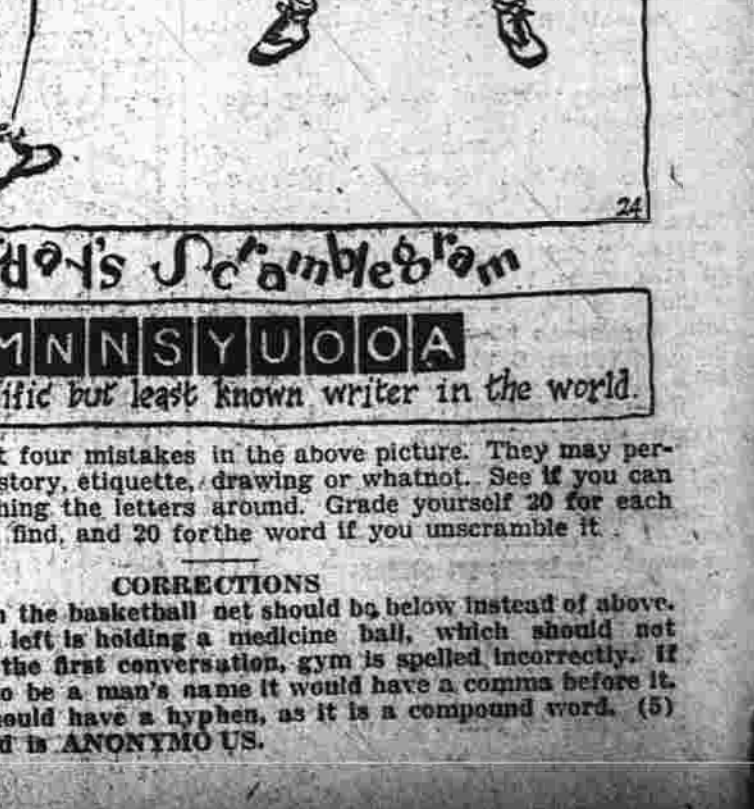 24
day's Scramblegram
MNNSYUOOA
ific but least known writer in the world.
t four mistakes in the above picture. They may per-
story, etiquette, drawing or whatnot. See if you can
hing the letters around. Grade yourself 20 for each
find, and 20 forthe word if you unscramble it.
CORRECTIONS
n the basketball net should be below instead of above.
left is holding a medicine ball, which should not
the first conversation, gym is spelled incorrectly. If
o be a man's name it would have a comma before it.
ould have a hyphen, as it is a compound word. (5)
d is ANONYMO US.